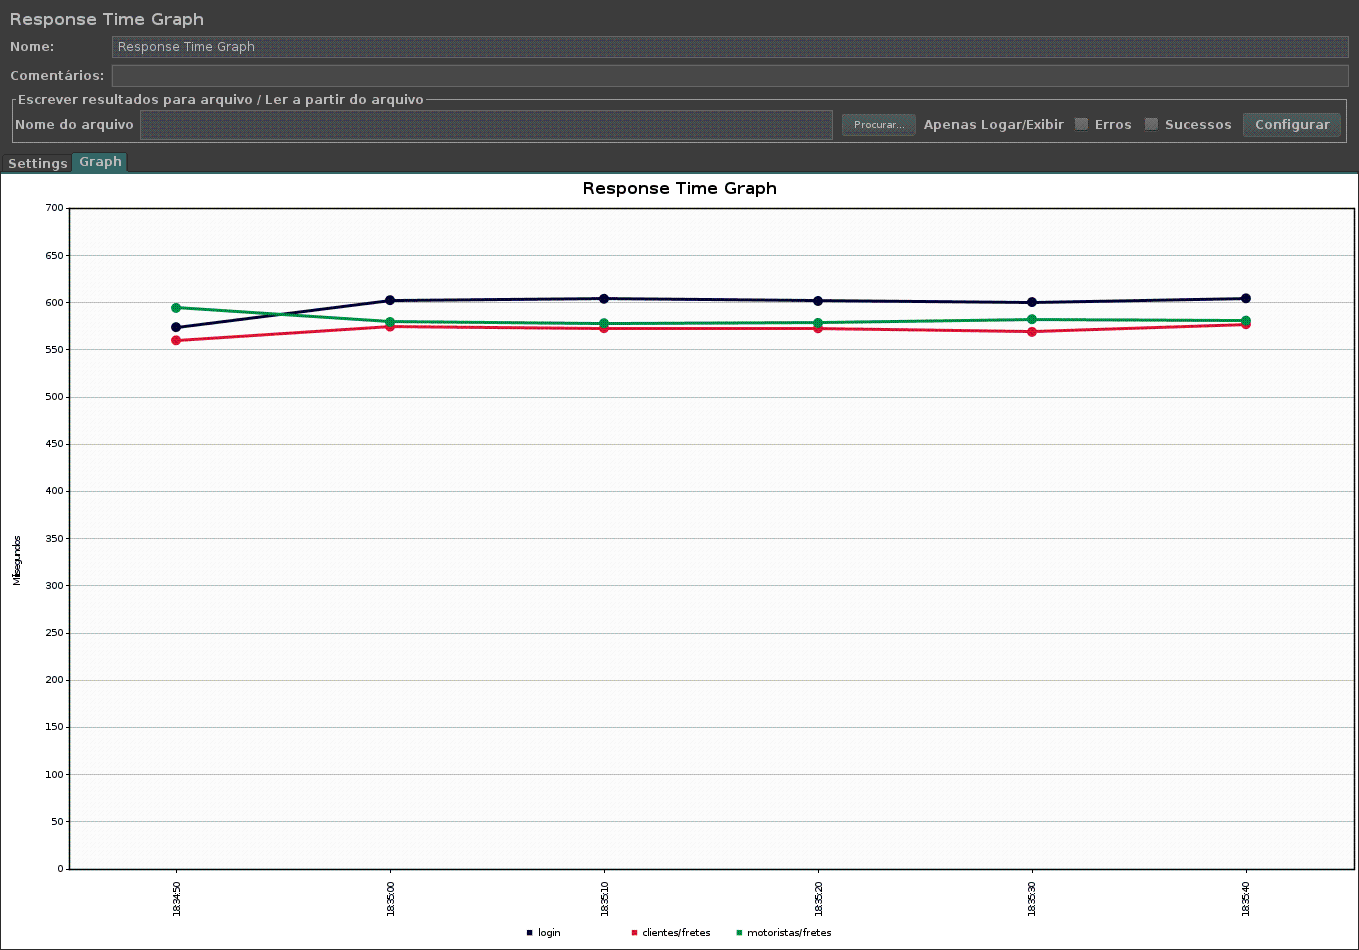 Response Time Graph
Nome: Response Time Graph
Comentários:
Escrever resultados para arquivo / Ler a partir do arquivo
Nome do arquivo Procurar... Apenas Logar/Exibir Erros Sucessos Configurar
Settings Graph
Response Time Graph
700
650
600
550
500
450
400
350
300
250
200
150
100
50
0
Milissegundos
18:34:50 18:35:00 18:35:10 18:35:20 18:35:30 18:35:40
login clientes/fretes motoristas/fretes